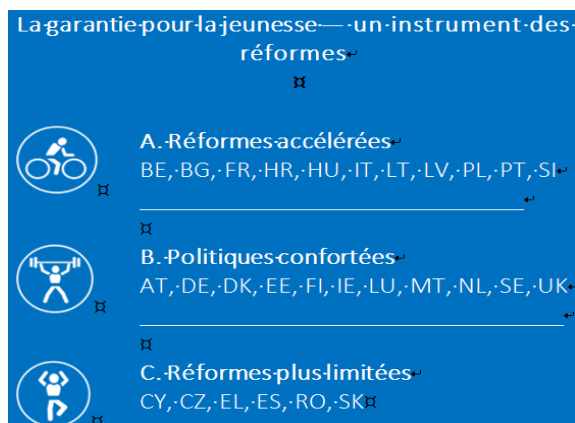 La garantie pour la jeunesse — un instrument des
réformes
A. Réformes accélérées
BE, BG, FR, HR, HU, IT, LT, LV, PL, PT, SI
B. Politiques confortées
AT, DE, DK, EE, FI, IE, LU, MT, NL, SE, UK
C. Réformes plus limitées
CY, CZ, EL, ES, RO, SK